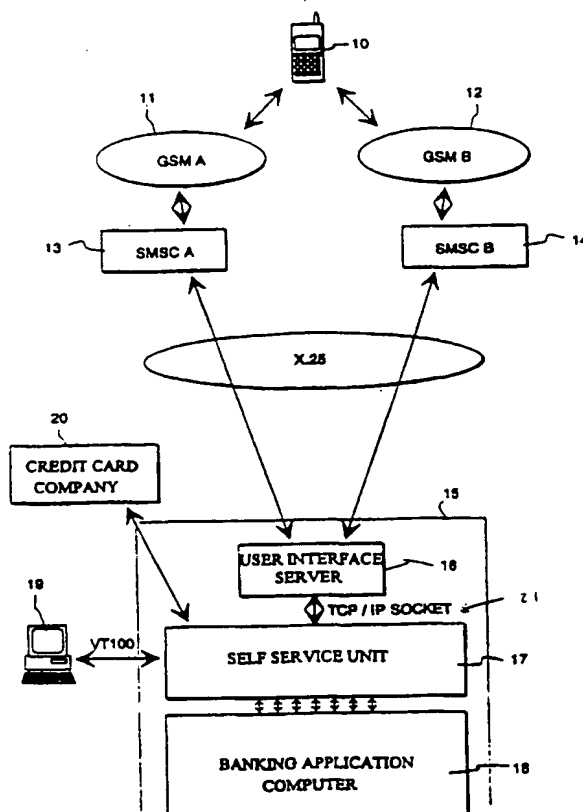 10
11
12
GSM A
GSM B
13
SMSC A
SMSC B
14
X.25
20
CREDIT CARD
COMPANY
15
USER INTERFACE
SERVER
16
TCP / IP SOCKET
21
19
VT100
SELF SERVICE UNIT
17
BANKING APPLICATION
COMPUTER
18